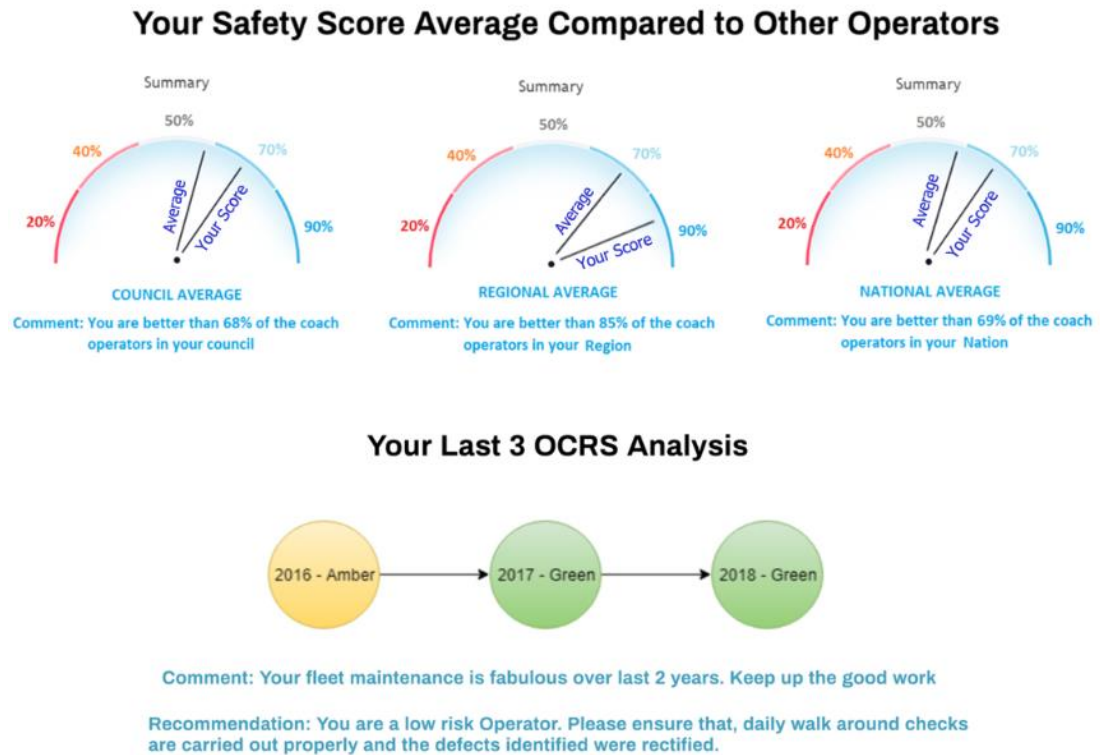 Your Safety Score Average Compared to Other Operators
Summary
50%
40%
70%
20%
90%
Average
Your Score
COUNCIL AVERAGE
Comment: You are better than 68% of the coach
operators in your council
Summary
50%
40%
70%
20%
90%
Average
Your Score
REGIONAL AVERAGE
Comment: You are better than 85% of the coach
operators in your Region
Summary
50%
40%
70%
20%
90%
Average
Your Score
NATIONAL AVERAGE
Comment: You are better than 69% of the coach
operators in your Nation
Your Last 3 OCRS Analysis
2016 - Amber
2017 - Green
2018 - Green
Comment: Your fleet maintenance is fabulous over last 2 years. Keep up the good work
Recommendation: You are a low risk Operator. Please ensure that, daily walk around checks
are carried out properly and the defects identified were rectified.